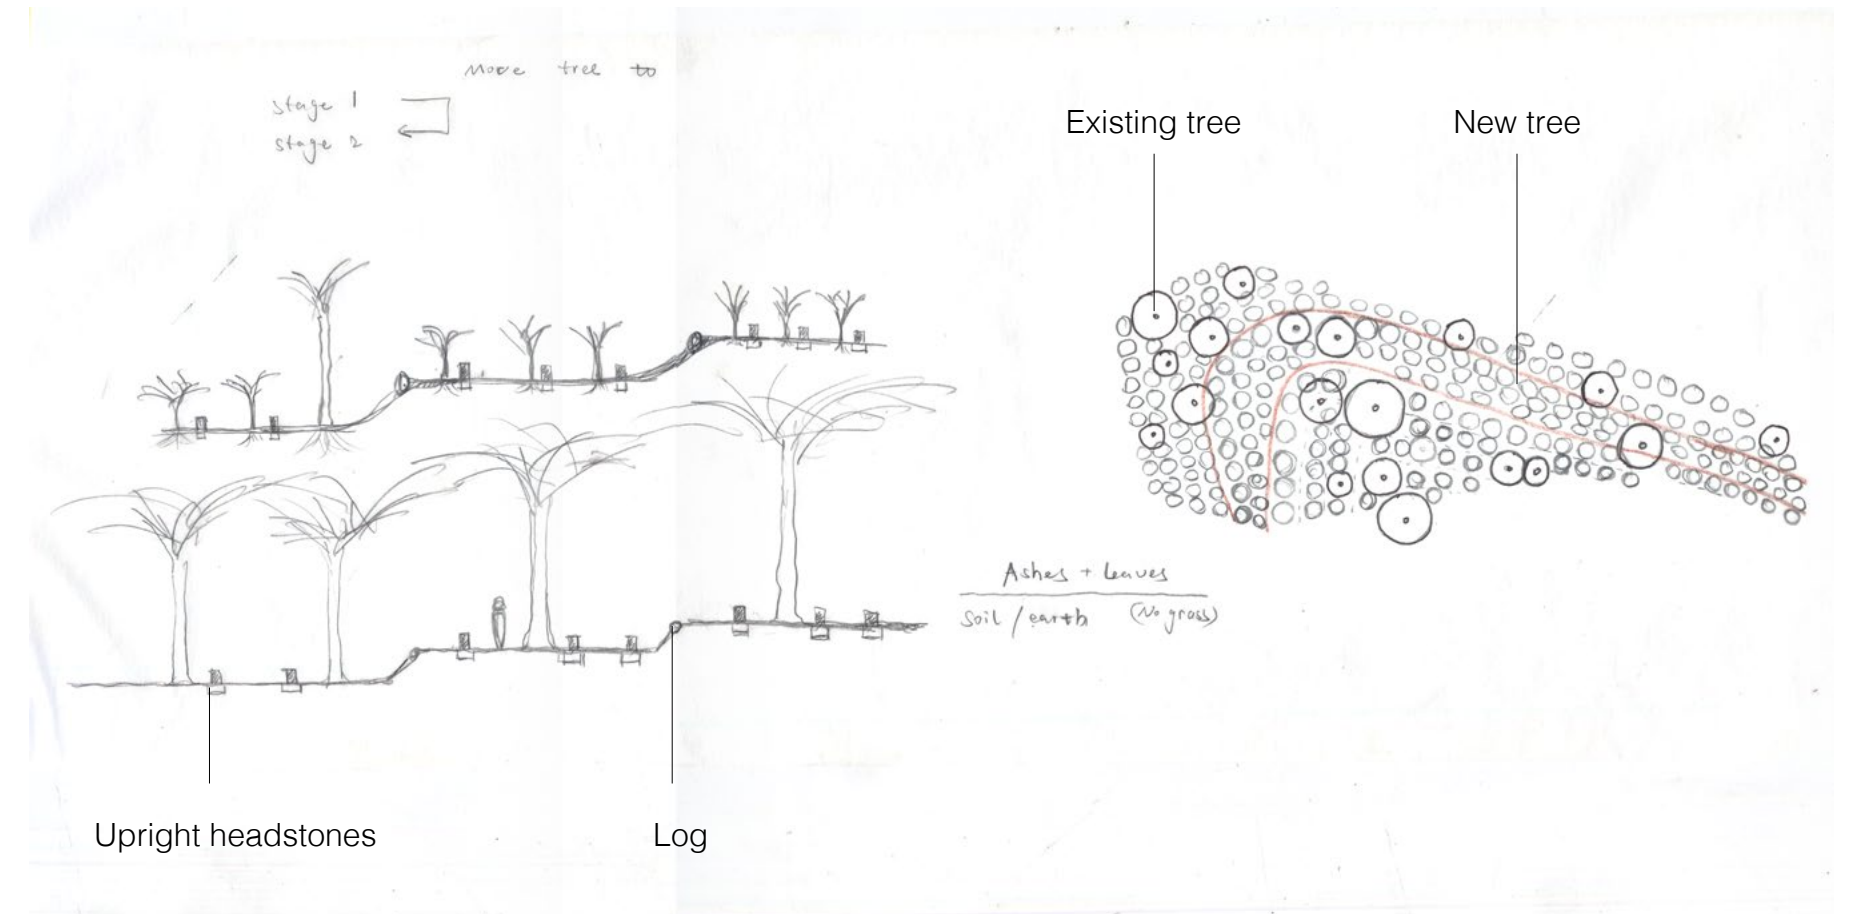 Move tree to
stage 1
stage 2
Existing tree
New tree
Ashes + leaves
soil / earth (No grass)
Upright headstones
Log